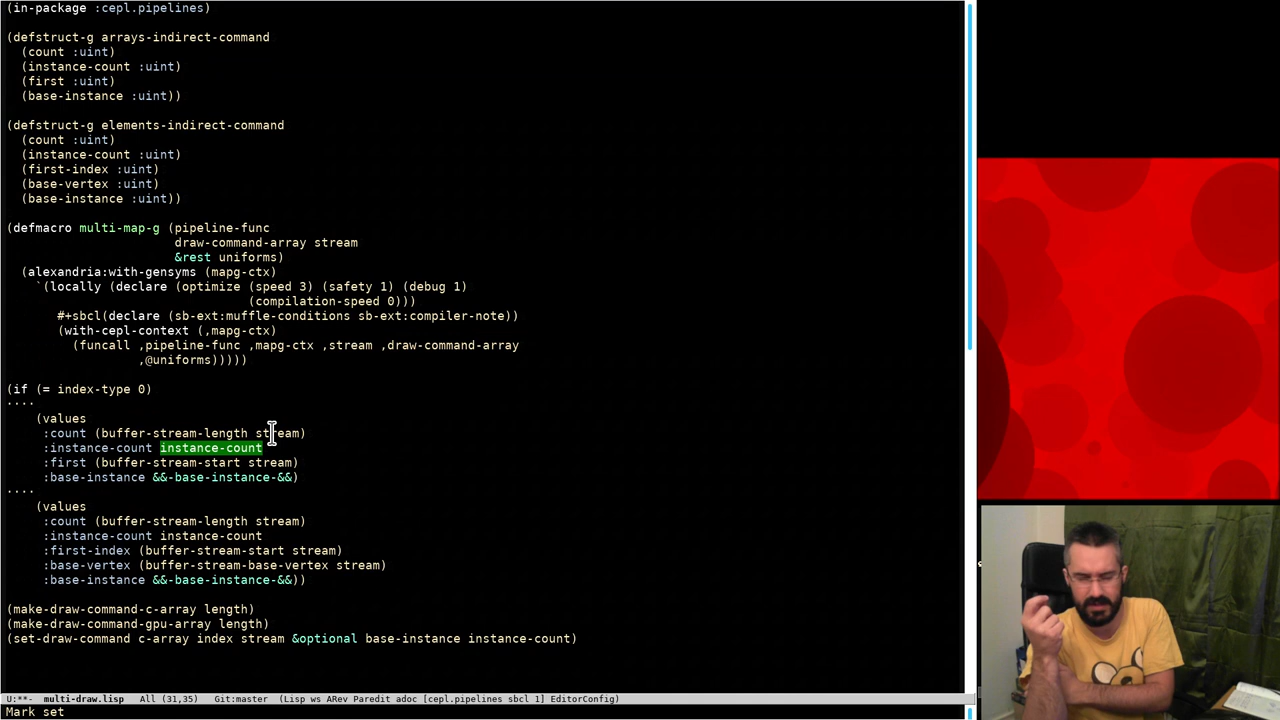 (in-package :cepl.pipelines)
(defstruct-g arrays-indirect-command
(count :uint)
(instance-count :uint)
(first :uint)
(base-instance :uint))
(defstruct-g elements-indirect-command
(count :uint)
(instance-count :uint)
(first-index :uint)
(base-vertex :uint)
(base-instance :uint))
(defmacro multi-map-g (pipeline-func
draw-command-array stream
&rest uniforms)
(alexandria:with-gensyms (mapg-ctx)
`(locally (declare (optimize (speed 3) (safety 1) (debug 1)
(compilation-speed 0)))
#+sbcl(declare (sb-ext:muffle-conditions sb-ext:compiler-note))
(with-cepl-context (,mapg-ctx)
(funcall ,pipeline-func ,mapg-ctx ,stream ,draw-command-array
,@uniforms)))))
(if (= index-type 0)
....
(values
:count (buffer-stream-length stream)
:instance-count instance-count
:first (buffer-stream-start stream)
:base-instance &&-base-instance-&&)
....
(values
:count (buffer-stream-length stream)
:instance-count instance-count
:first-index (buffer-stream-start stream)
:base-vertex (buffer-stream-base-vertex stream)
:base-instance &&-base-instance-&&))
(make-draw-command-c-array length)
(make-draw-command-gpu-array length)
(set-draw-command c-array index stream &optional base-instance instance-count)
U:**- multi-draw.lisp All (31,35) Git:master (Lisp ws ARev Paredit adoc [cepl.pipelines sbcl 1] EditorConfig)
Mark set